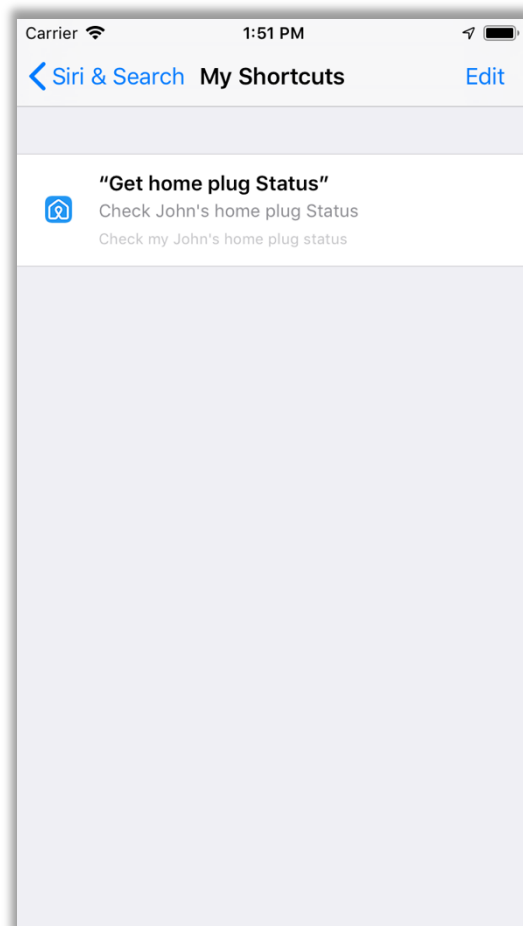 Carrier 1:51 PM
Siri & Search My Shortcuts Edit
“Get home plug Status”
Check John's home plug Status
Check my John's home plug status